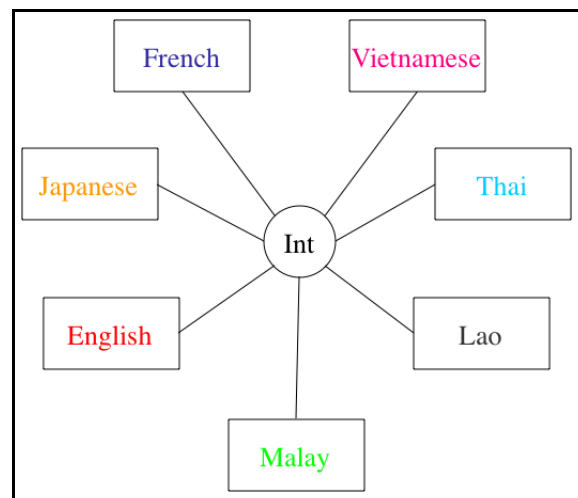 French
Vietnamese
Japanese
Thai
Int
English
Lao
Malay